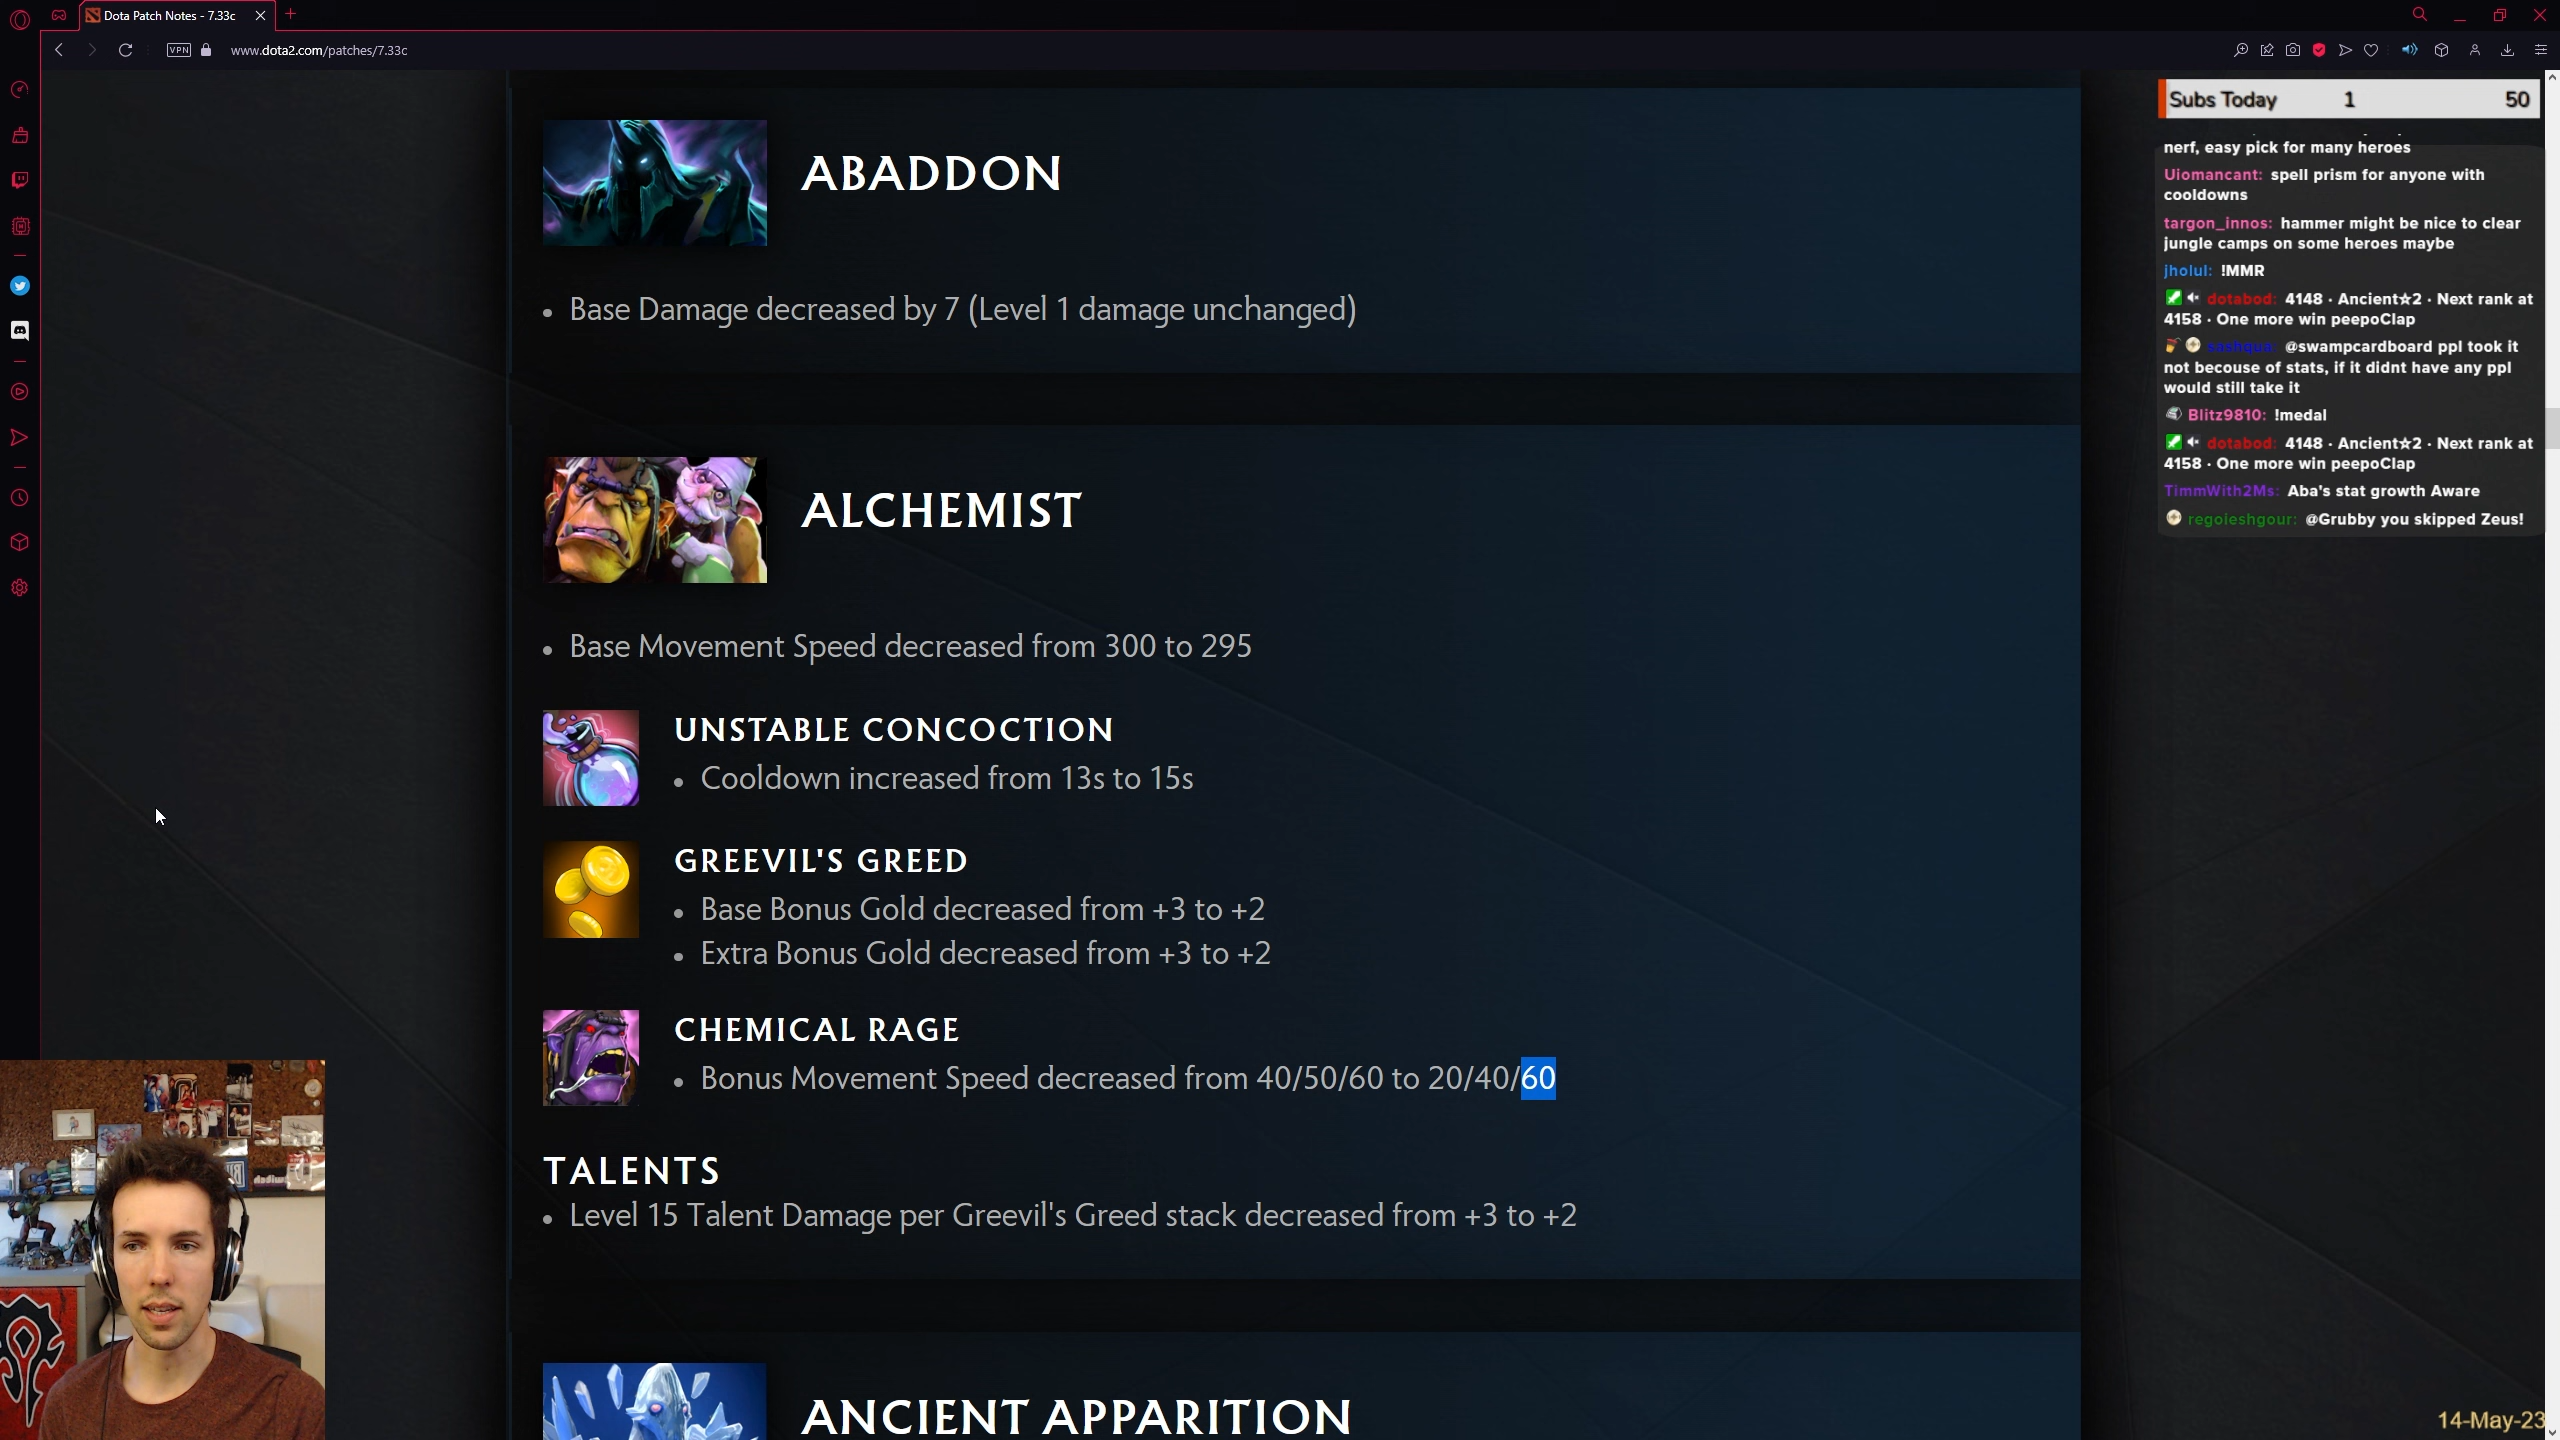 Dota Patch Notes - 7.33c
VPN
www.dota2.com/patches/7.33c
ABADDON
Base Damage decreased by 7 (Level 1 damage unchanged)
ALCHEMIST
Base Movement Speed decreased from 300 to 295
UNSTABLE CONCOCTION
Cooldown increased from 13s to 15s
GREEVIL'S GREED
Base Bonus Gold decreased from +3 to +2
Extra Bonus Gold decreased from +3 to +2
CHEMICAL RAGE
Bonus Movement Speed decreased from 40/50/60 to 20/40/60
TALENTS
Level 15 Talent Damage per Greevil's Greed stack decreased from +3 to +2
ANCIENT APPARITION
Subs Today 1 50
nerf, easy pick for many heroes
Uiomancant: spell prism for anyone with
cooldowns
targon_innos: hammer might be nice to clear
jungle camps on some heroes maybe
jholul: !MMR
dotabod: 4148 · Ancient☆2 · Next rank at
4158 · One more win peepoClap
sashqua: @swampcardboard ppl took it
not becouse of stats, if it didnt have any ppl
would still take it
Blitz9810: !medal
dotabod: 4148 · Ancient☆2 · Next rank at
4158 · One more win peepoClap
TimmWith2Ms: Aba's stat growth Aware
regoieshgour: @Grubby you skipped Zeus!
14-May-23